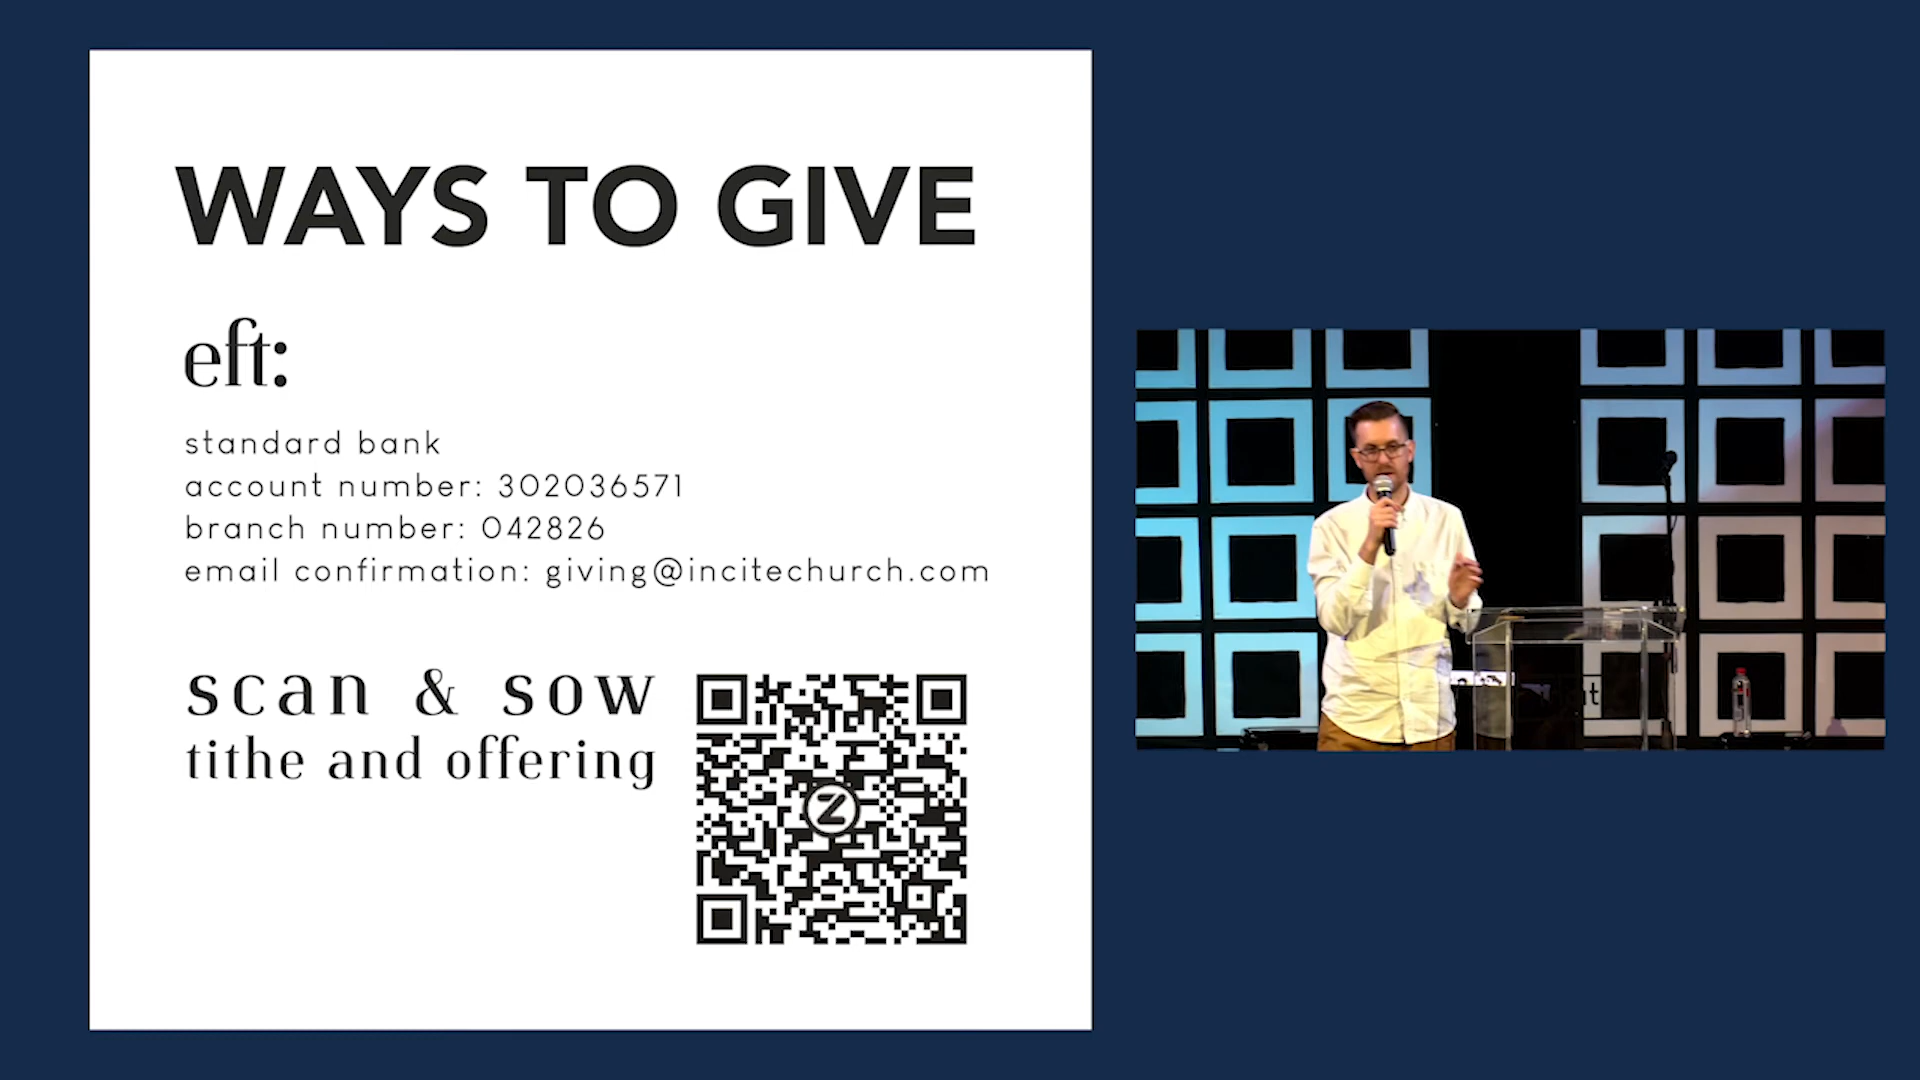 WAYS TO GIVE
eft:
standard bank
account number: 302036571
branch number: 042826
email confirmation: giving@incitechurch.com
scan & sow
tithe and offering